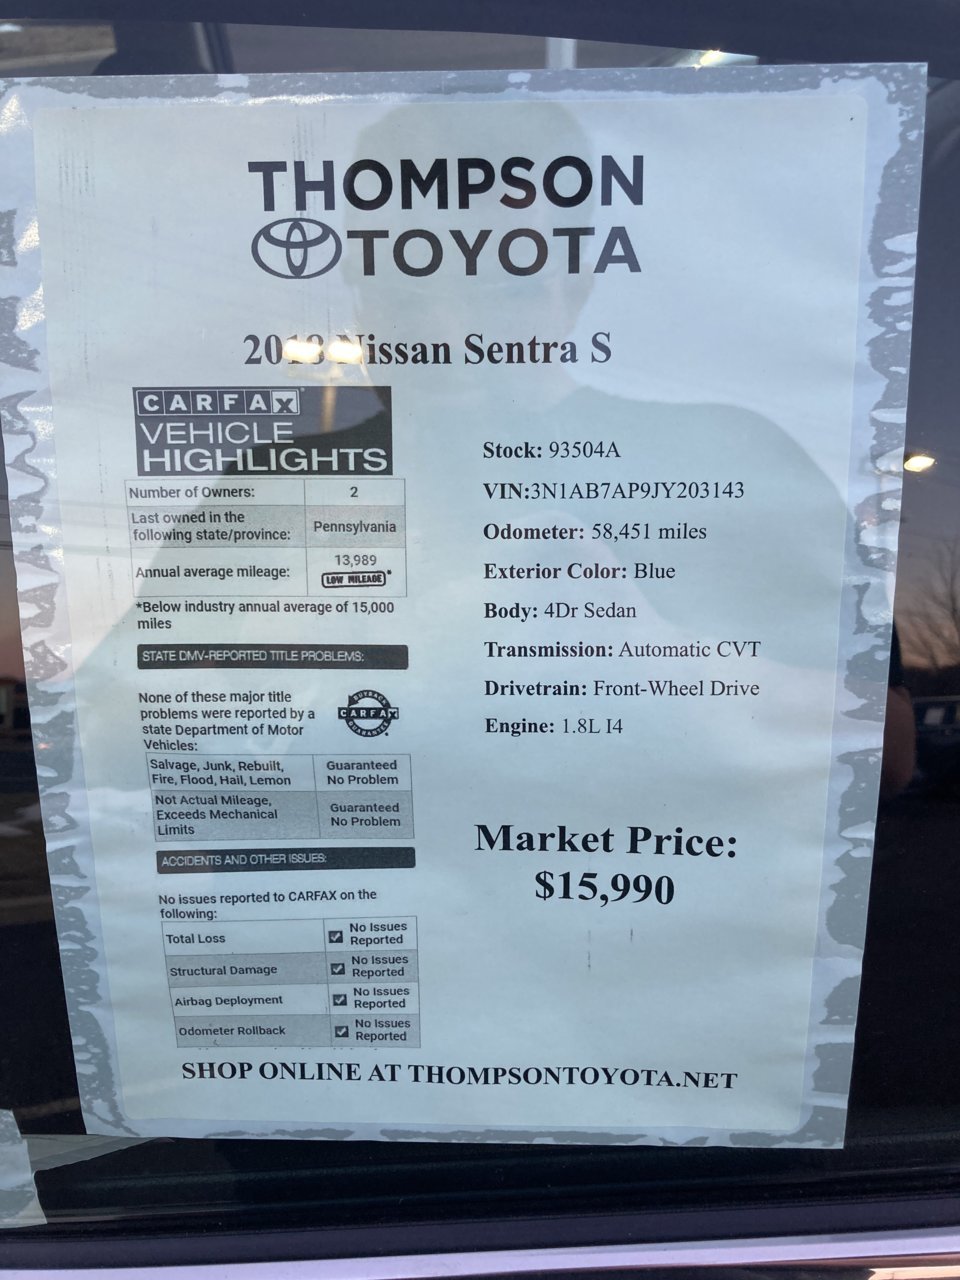 THOMPSON
TOYOTA
2018 Nissan Sentra S
CARFAX
VEHICLE
HIGHLIGHTS
Number of Owners: 2
Last owned in the
following state/province: Pennsylvania
Annual average mileage: 13,989
LOW MILEAGE*
*Below industry annual average of 15,000
miles
STATE DMV-REPORTED TITLE PROBLEMS:
None of these major title
problems were reported by a
state Department of Motor
Vehicles:
BUYBACK
CARFAX
GUARANTEE
Salvage, Junk, Rebuilt,
Fire, Flood, Hail, Lemon
Guaranteed
No Problem
Not Actual Mileage,
Exceeds Mechanical
Limits
Guaranteed
No Problem
ACCIDENTS AND OTHER ISSUES:
No issues reported to CARFAX on the
following:
Total Loss
No Issues
Reported
Structural Damage
No Issues
Reported
Airbag Deployment
No Issues
Reported
Odometer Rollback
No Issues
Reported
Stock: 93504A
VIN:3N1AB7AP9JY203143
Odometer: 58,451 miles
Exterior Color: Blue
Body: 4Dr Sedan
Transmission: Automatic CVT
Drivetrain: Front-Wheel Drive
Engine: 1.8L I4
Market Price:
$15,990
SHOP ONLINE AT THOMPSONTOYOTA.NET